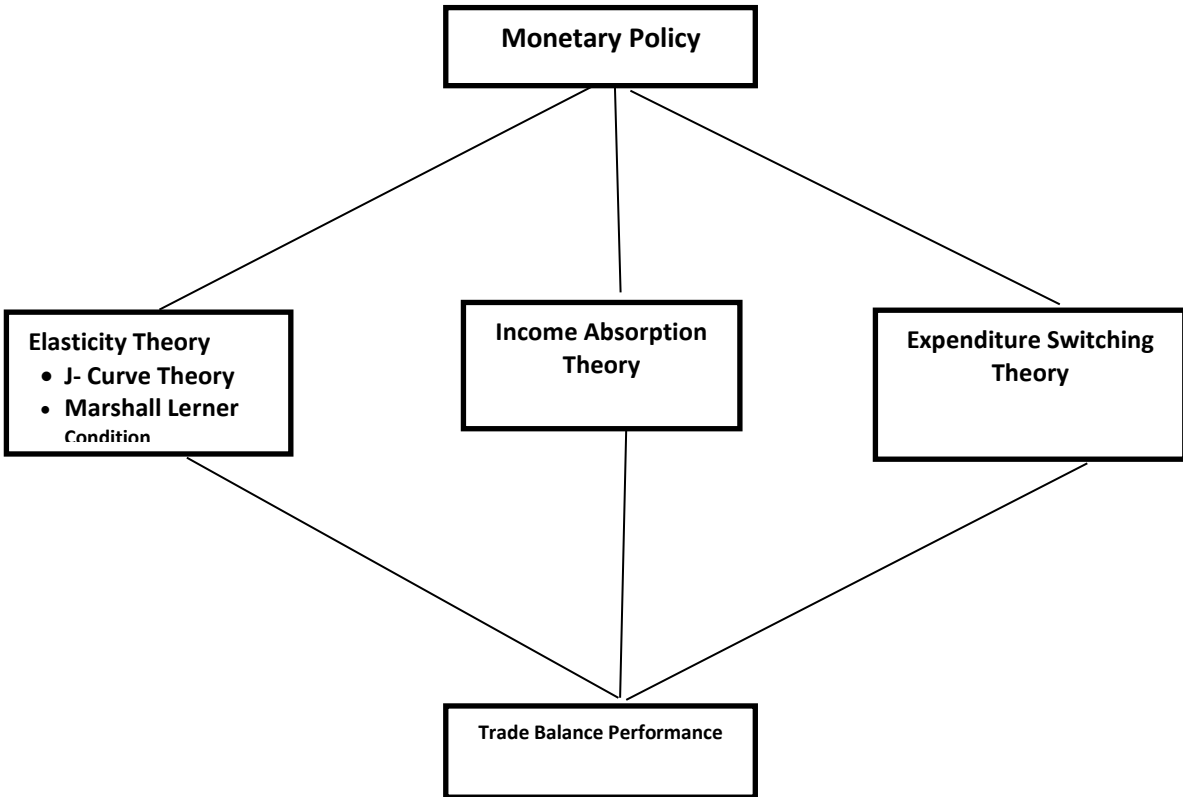 Monetary Policy
Elasticity Theory
• J- Curve Theory
• Marshall Lerner
Condition
Income Absorption
Theory
Expenditure Switching
Theory
Trade Balance Performance